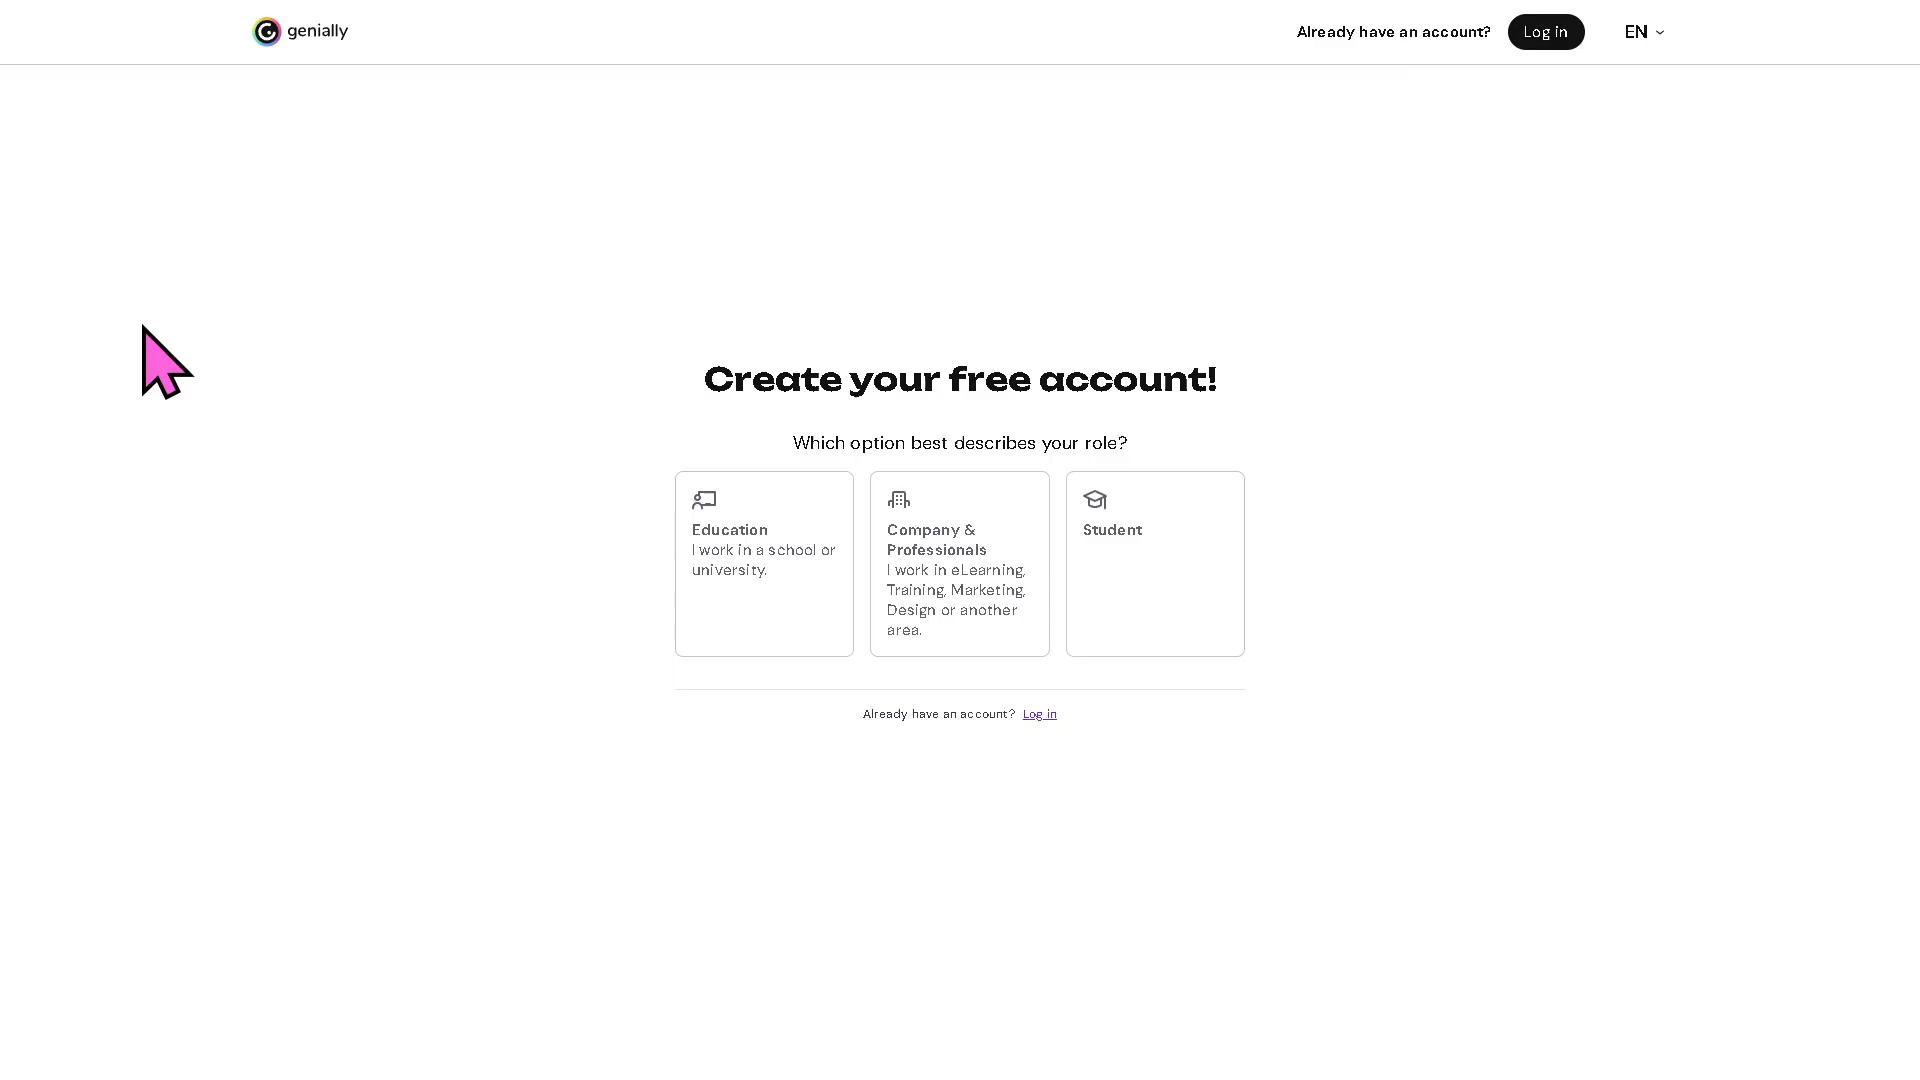 genially
Already have an account?
Log in
EN
Create your free account!
Which option best describes your role?
Education
I work in a school or
university.
Company &
Professionals
I work in eLearning,
Training, Marketing,
Design or another
area.
Student
Already have an account? Log in